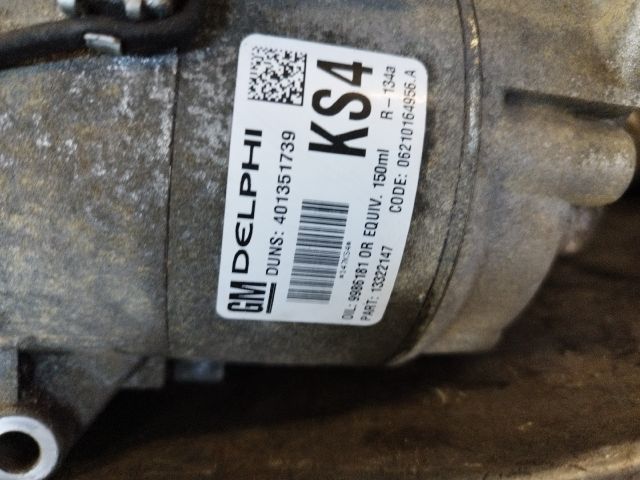 GM DELPHI
DUNS: 401351739
KS4
R-134a
OIL: 9986181 OR EQUIV. 150ml
PART: 13322147 CODE: 06210164956.A